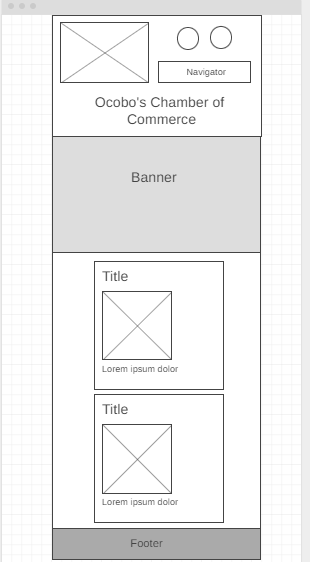 Navigator
Ocobo's Chamber of
Commerce
Banner
Title
Lorem ipsum dolor
Title
Lorem ipsum dolor
Footer